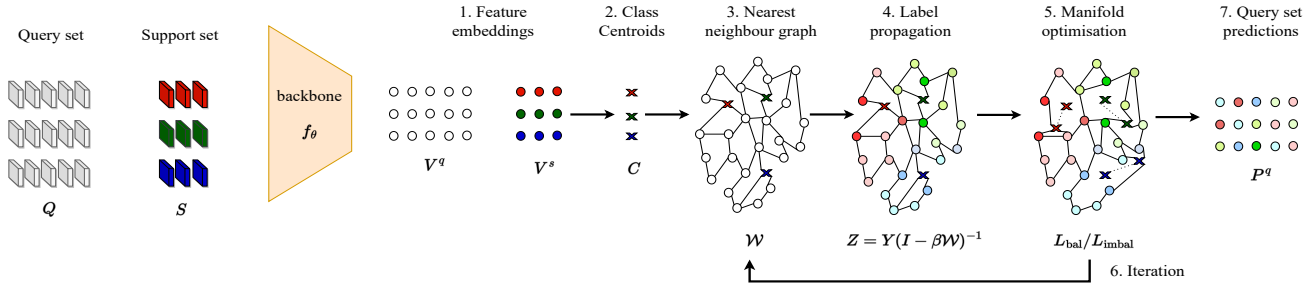 Query set
Support set
Q
S
backbone
f_θ
1. Feature
embeddings
V^q
V^s
2. Class
Centroids
C
3. Nearest
neighbour graph
𝒲
4. Label
propagation
Z = Y(I − β𝒲)^{−1}
5. Manifold
optimisation
L_bal/L_imbal
6. Iteration
7. Query set
predictions
P^q